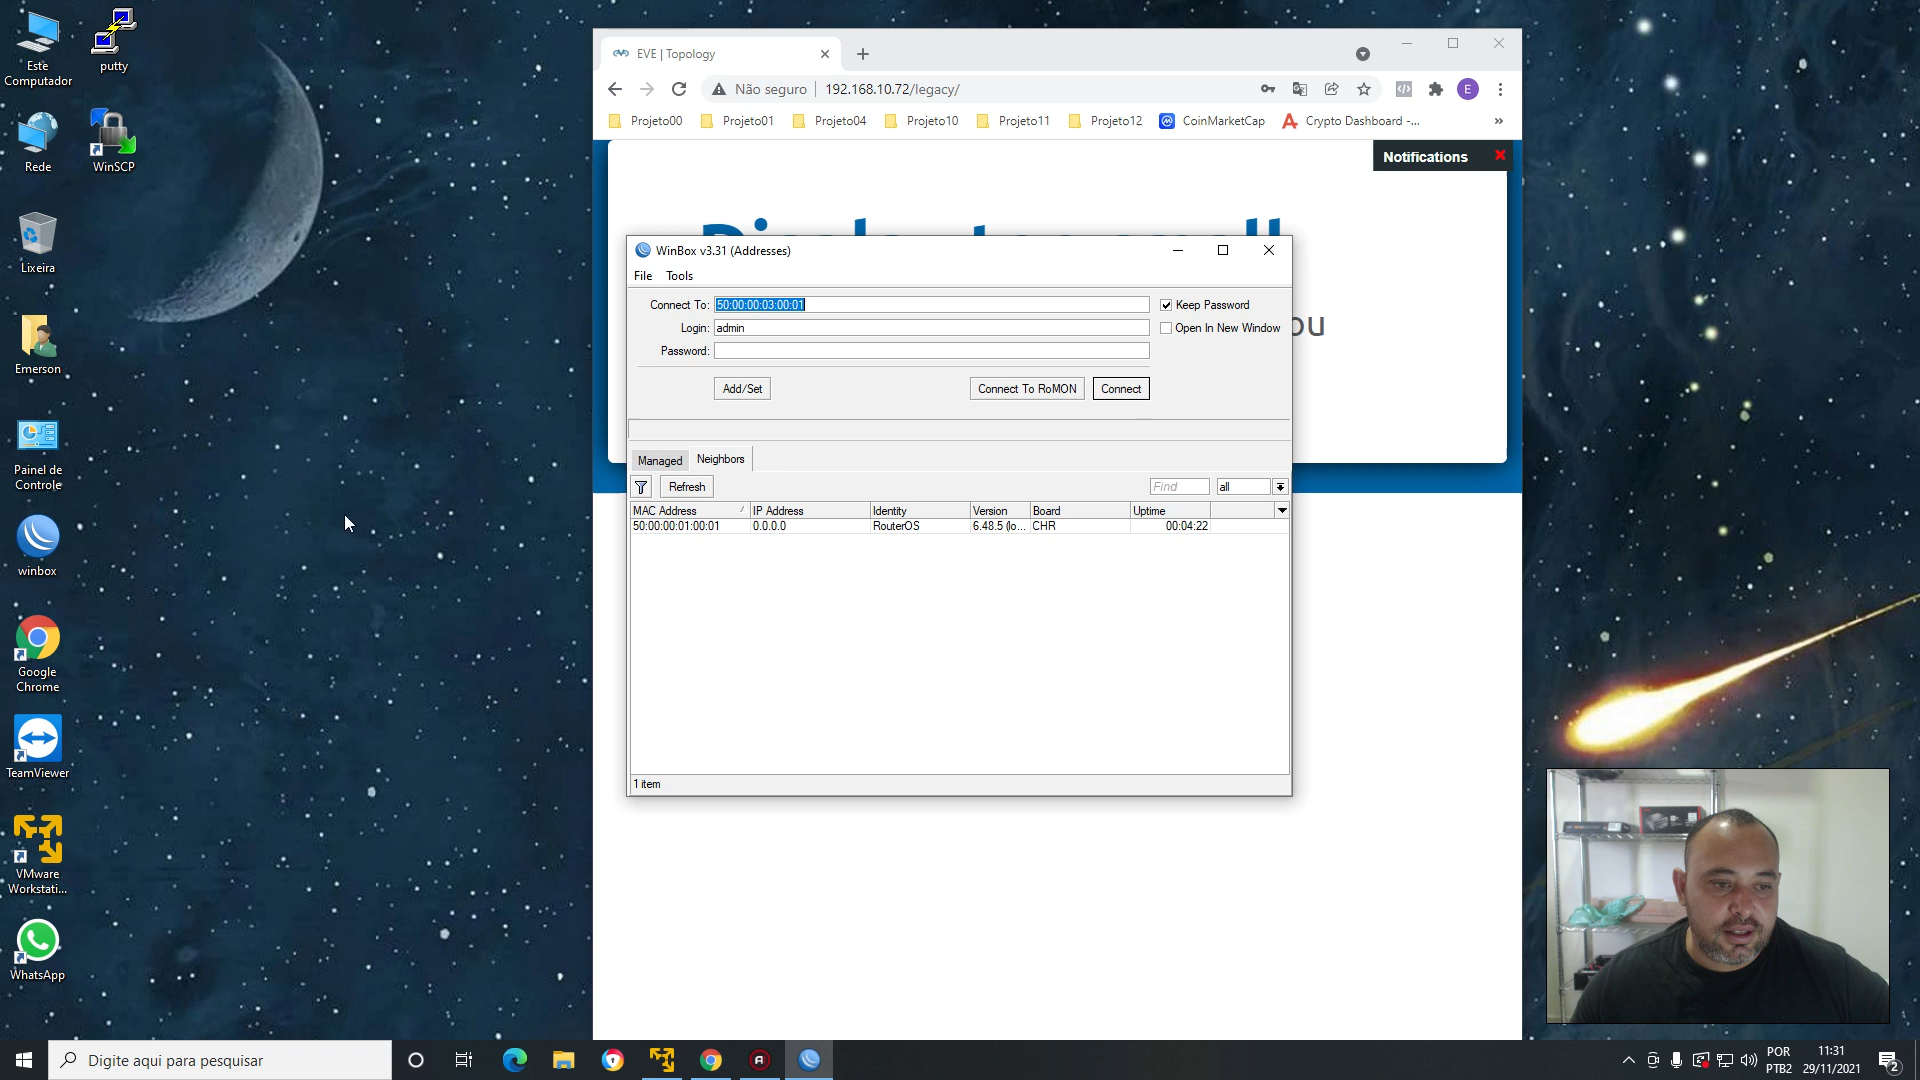 Este
Computador
putty
Rede
WinSCP
Lixeira
Emerson
Painel de
Controle
winbox
Google
Chrome
TeamViewer
VMware
Workstati...
WhatsApp
EVE | Topology
Não seguro
192.168.10.72/legacy/
E
Projeto00
Projeto01
Projeto04
Projeto10
Projeto11
Projeto12
CoinMarketCap
Crypto Dashboard -...
»
Notifications
ou
WinBox v3.31 (Addresses)
File Tools
Connect To: 50:00:00:03:00:01
Keep Password
Login: admin
Open In New Window
Password:
Add/Set
Connect To RoMON
Connect
Managed
Neighbors
Refresh
Find
all
MAC Address IP Address Identity Version Board Uptime
50:00:00:01:00:01 0.0.0.0 RouterOS 6.48.5 (lo... CHR 00:04:22
1 item
Digite aqui para pesquisar
POR
PTB2
11:31
29/11/2021
2